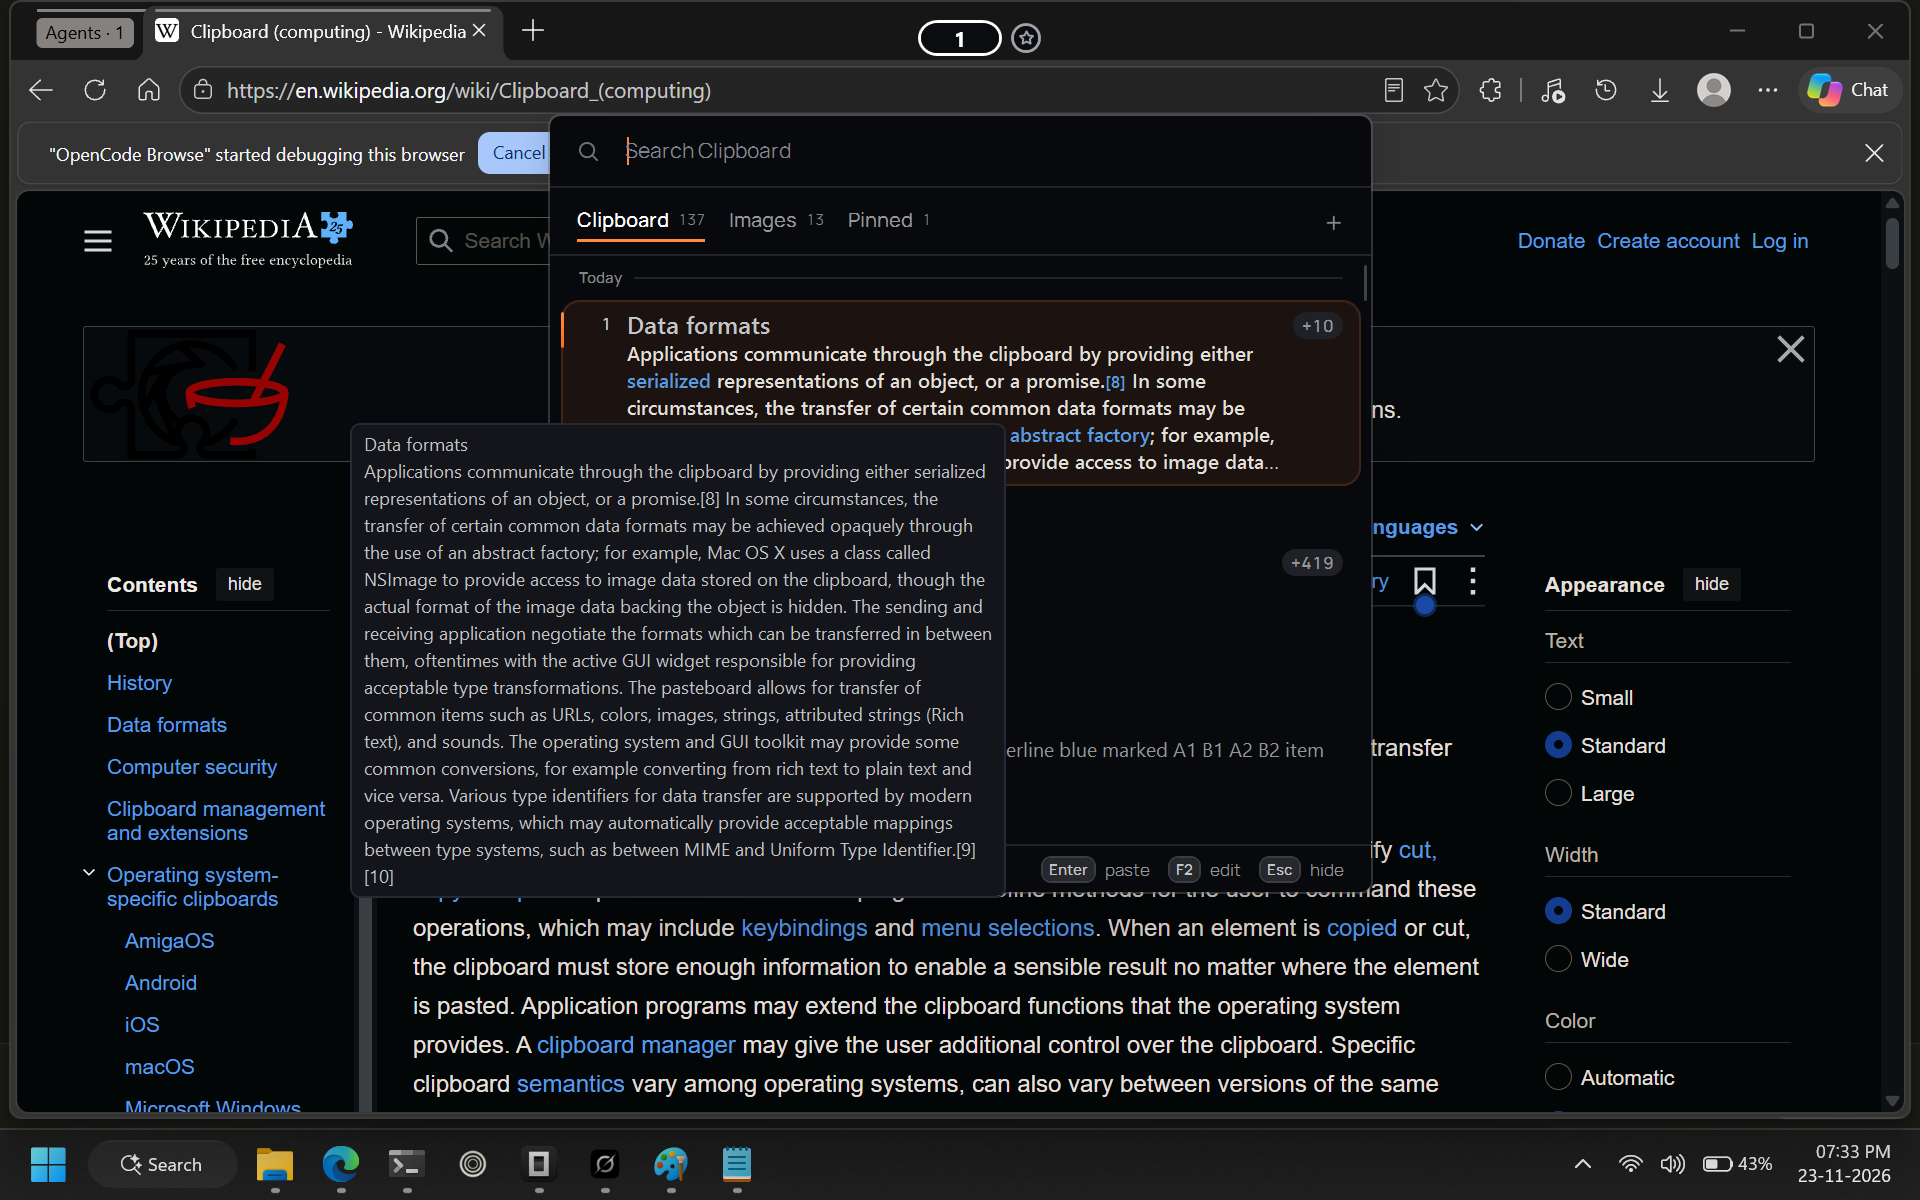 Agents · 1
Clipboard (computing) - Wikipedia
1
https://en.wikipedia.org/wiki/Clipboard_(computing)
Chat
"OpenCode Browse" started debugging this browser
Cancel
Search Clipboard
Clipboard 137
Images 13
Pinned 1
WIKIPEDIA 25
25 years of the free encyclopedia
Search W
Donate
Create account
Log in
Today
1
Data formats
+10
Applications communicate through the clipboard by providing either
serialized representations of an object, or a promise.[8] In some
circumstances, the transfer of certain common data formats may be
abstract factory; for example,
provide access to image data...
ns.
Data formats
Applications communicate through the clipboard by providing either serialized
representations of an object, or a promise.[8] In some circumstances, the
transfer of certain common data formats may be achieved opaquely through
the use of an abstract factory; for example, Mac OS X uses a class called
NSImage to provide access to image data stored on the clipboard, though the
actual format of the image data backing the object is hidden. The sending and
receiving application negotiate the formats which can be transferred in between
them, oftentimes with the active GUI widget responsible for providing
acceptable type transformations. The pasteboard allows for transfer of
common items such as URLs, colors, images, strings, attributed strings (Rich
text), and sounds. The operating system and GUI toolkit may provide some
common conversions, for example converting from rich text to plain text and
vice versa. Various type identifiers for data transfer are supported by modern
operating systems, which may automatically provide acceptable mappings
between type systems, such as between MIME and Uniform Type Identifier.[9]
[10]
+419
erline blue marked A1 B1 A2 B2 item
Enter paste
F2 edit
Esc hide
nguages
ry
transfer
fy cut,
and these
operations, which may include keybindings and menu selections. When an element is copied or cut,
the clipboard must store enough information to enable a sensible result no matter where the element
is pasted. Application programs may extend the clipboard functions that the operating system
provides. A clipboard manager may give the user additional control over the clipboard. Specific
clipboard semantics vary among operating systems, can also vary between versions of the same
Contents
hide
(Top)
History
Data formats
Computer security
Clipboard management
and extensions
Operating system-
specific clipboards
AmigaOS
Android
iOS
macOS
Microsoft Windows
Appearance
hide
Text
Small
Standard
Large
Width
Standard
Wide
Color
Automatic
Search
43%
07:33 PM
23-11-2026